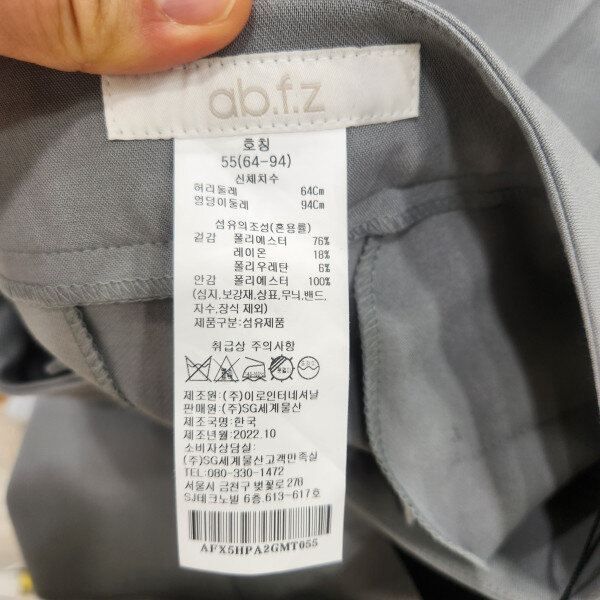 ab.f.z
호칭
55(64-94)
신체치수
허리둘레 64Cm
엉덩이둘레 94Cm
섬유의조성(혼용률)
겉감 폴리에스터 76%
레이온 18%
폴리우레탄 6%
안감 폴리에스터 100%
(심지,보강재,상표,무늬,밴드,
자수,장식 제외)
제품구분:섬유제품
취급상 주의사항
제조원:(주)이로인터네셔날
판매원:(주)SG세계물산
제조국명:한국
제조년월:2022.10
소비자상담실:
(주)SG세계물산고객만족실
TEL:080-330-1472
서울시 금천구 벚꽃로 278
SJ테크노빌 6층 613-617호
AFX5HPA2GMT055